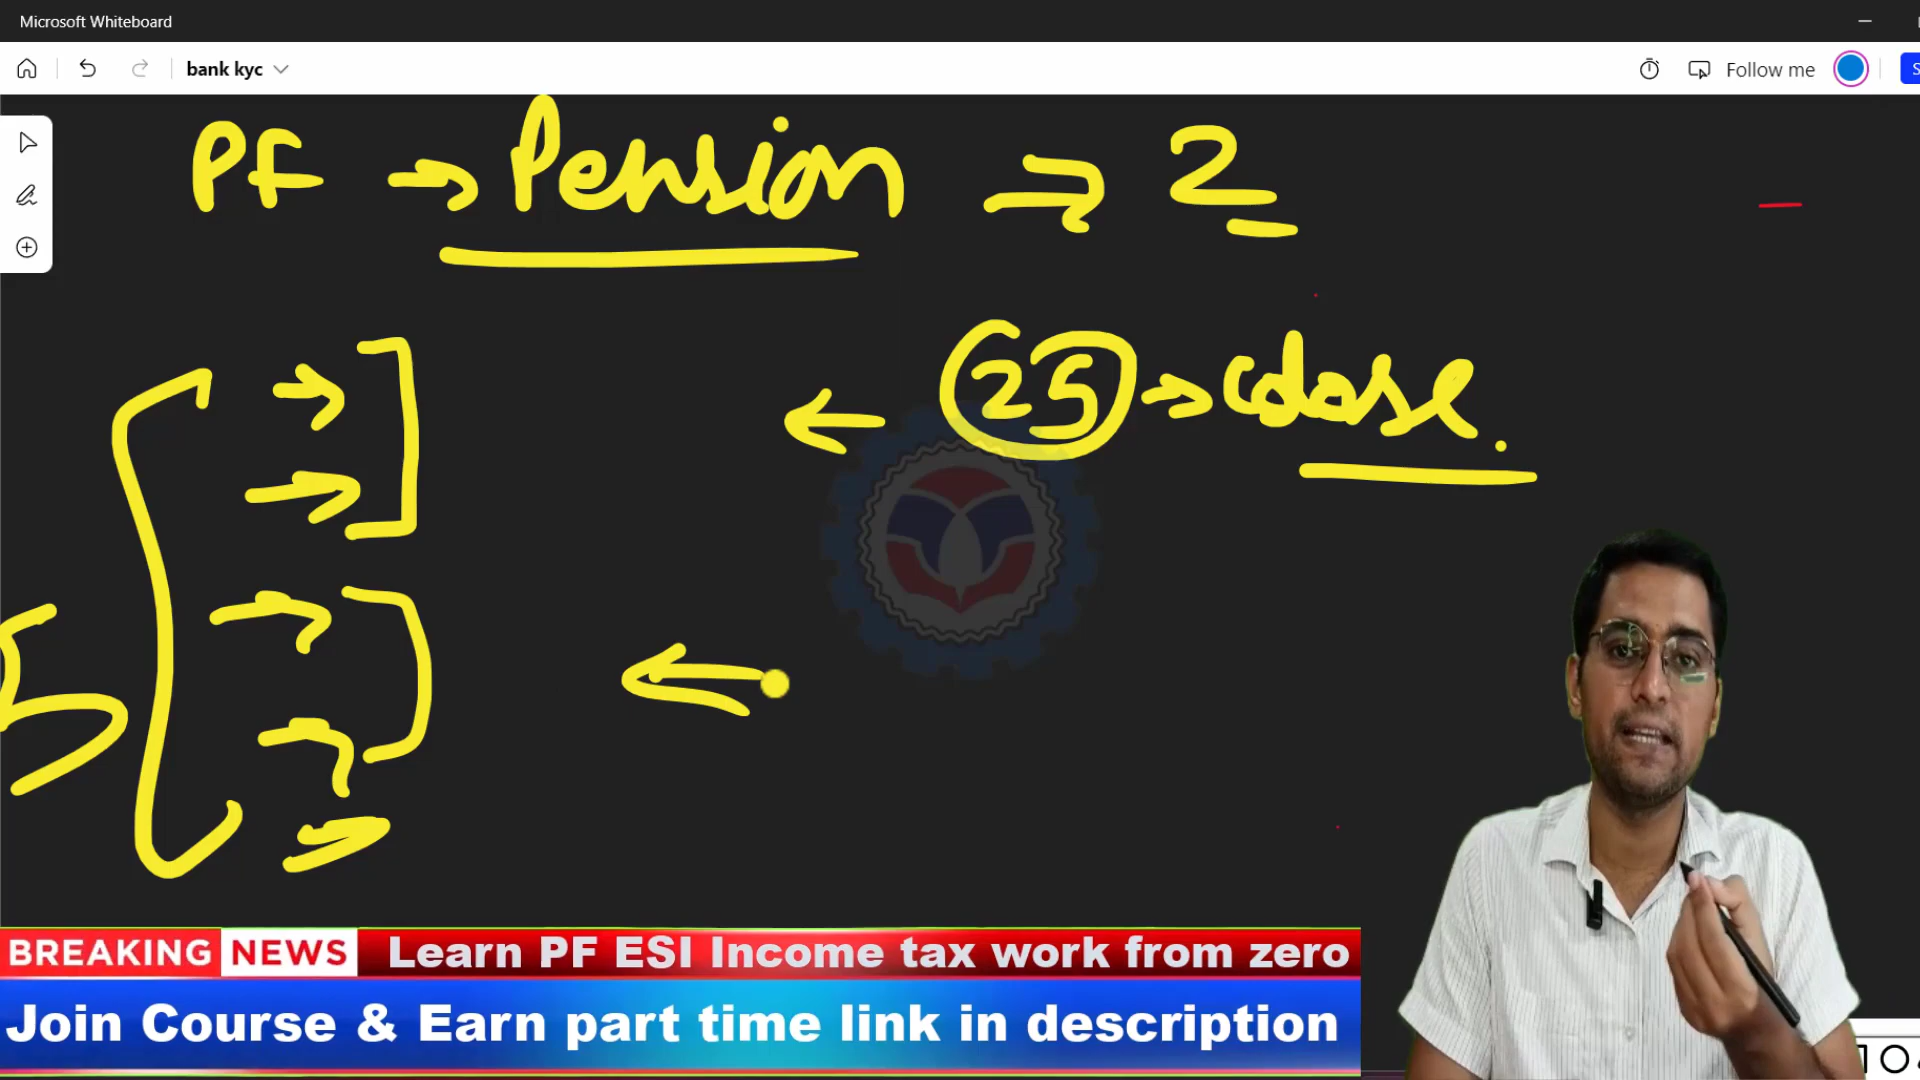 Microsoft Whiteboard
bank kyc
Follow me
PF → Pension → 2
← 25 → close.
5
BREAKING NEWS Learn PF ESI Income tax work from zero
Join Course & Earn part time link in description